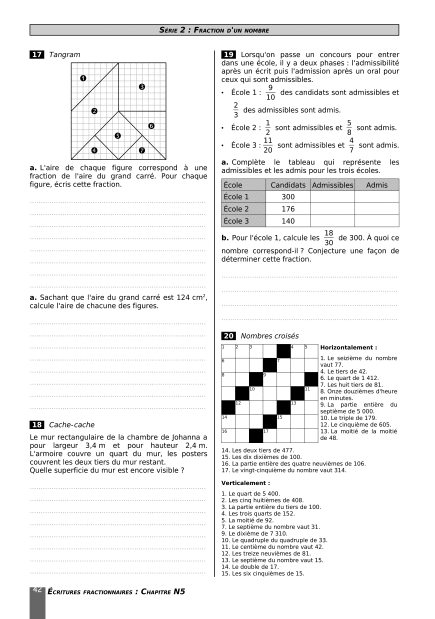 SÉRIE 2 : FRACTION D'UN NOMBRE
17 Tangram
1
2
3
4
5
6
7
a. L'aire de chaque figure correspond à une
fraction de l'aire du grand carré. Pour chaque
figure, écris cette fraction.
a. Sachant que l'aire du grand carré est 124 cm²,
calcule l'aire de chacune des figures.
18 Cache-cache
Le mur rectangulaire de la chambre de Johanna a
pour largeur 3,4 m et pour hauteur 2,4 m.
L'armoire couvre un quart du mur, les posters
couvrent les deux tiers du mur restant.
Quelle superficie du mur est encore visible ?
19 Lorsqu'on passe un concours pour entrer
dans une école, il y a deux phases : l'admissibilité
après un écrit puis l'admission après un oral pour
ceux qui sont admissibles.
• École 1 : 9/10 des candidats sont admissibles et
2/3 des admissibles sont admis.
• École 2 : 1/2 sont admissibles et 5/8 sont admis.
• École 3 : 11/20 sont admissibles et 4/7 sont admis.
a. Complète le tableau qui représente les
admissibles et les admis pour les trois écoles.
École Candidats Admissibles Admis
École 1 300
École 2 176
École 3 140
b. Pour l'école 1, calcule les 18/30 de 300. À quoi ce
nombre correspond-il ? Conjecture une façon de
déterminer cette fraction.
20 Nombres croisés
1 2 3 4 5
6 7
8 9
10 11
12 13
14 15
16 17
Horizontalement :
1. Le seizième du nombre
vaut 77.
4. Le tiers de 42.
6. Le quart de 1 412.
7. Les huit tiers de 81.
8. Onze douzièmes d'heure
en minutes.
9. La partie entière du
septième de 5 000.
10. Le triple de 179.
12. Le cinquième de 605.
13. La moitié de la moitié
de 48.
14. Les deux tiers de 477.
15. Les dix dixièmes de 100.
16. La partie entière des quatre neuvièmes de 106.
17. Le vingt-cinquième du nombre vaut 314.
Verticalement :
1. Le quart de 5 400.
2. Les cinq huitièmes de 408.
3. La partie entière du tiers de 100.
4. Les trois quarts de 152.
5. La moitié de 92.
7. Le septième du nombre vaut 31.
9. Le dixième de 7 310.
10. Le quadruple du quadruple de 33.
11. Le centième du nombre vaut 42.
12. Les treize neuvièmes de 81.
13. Le septième du nombre vaut 15.
14. Le double de 17.
15. Les six cinquièmes de 15.
42 ÉCRITURES FRACTIONNAIRES : CHAPITRE N5